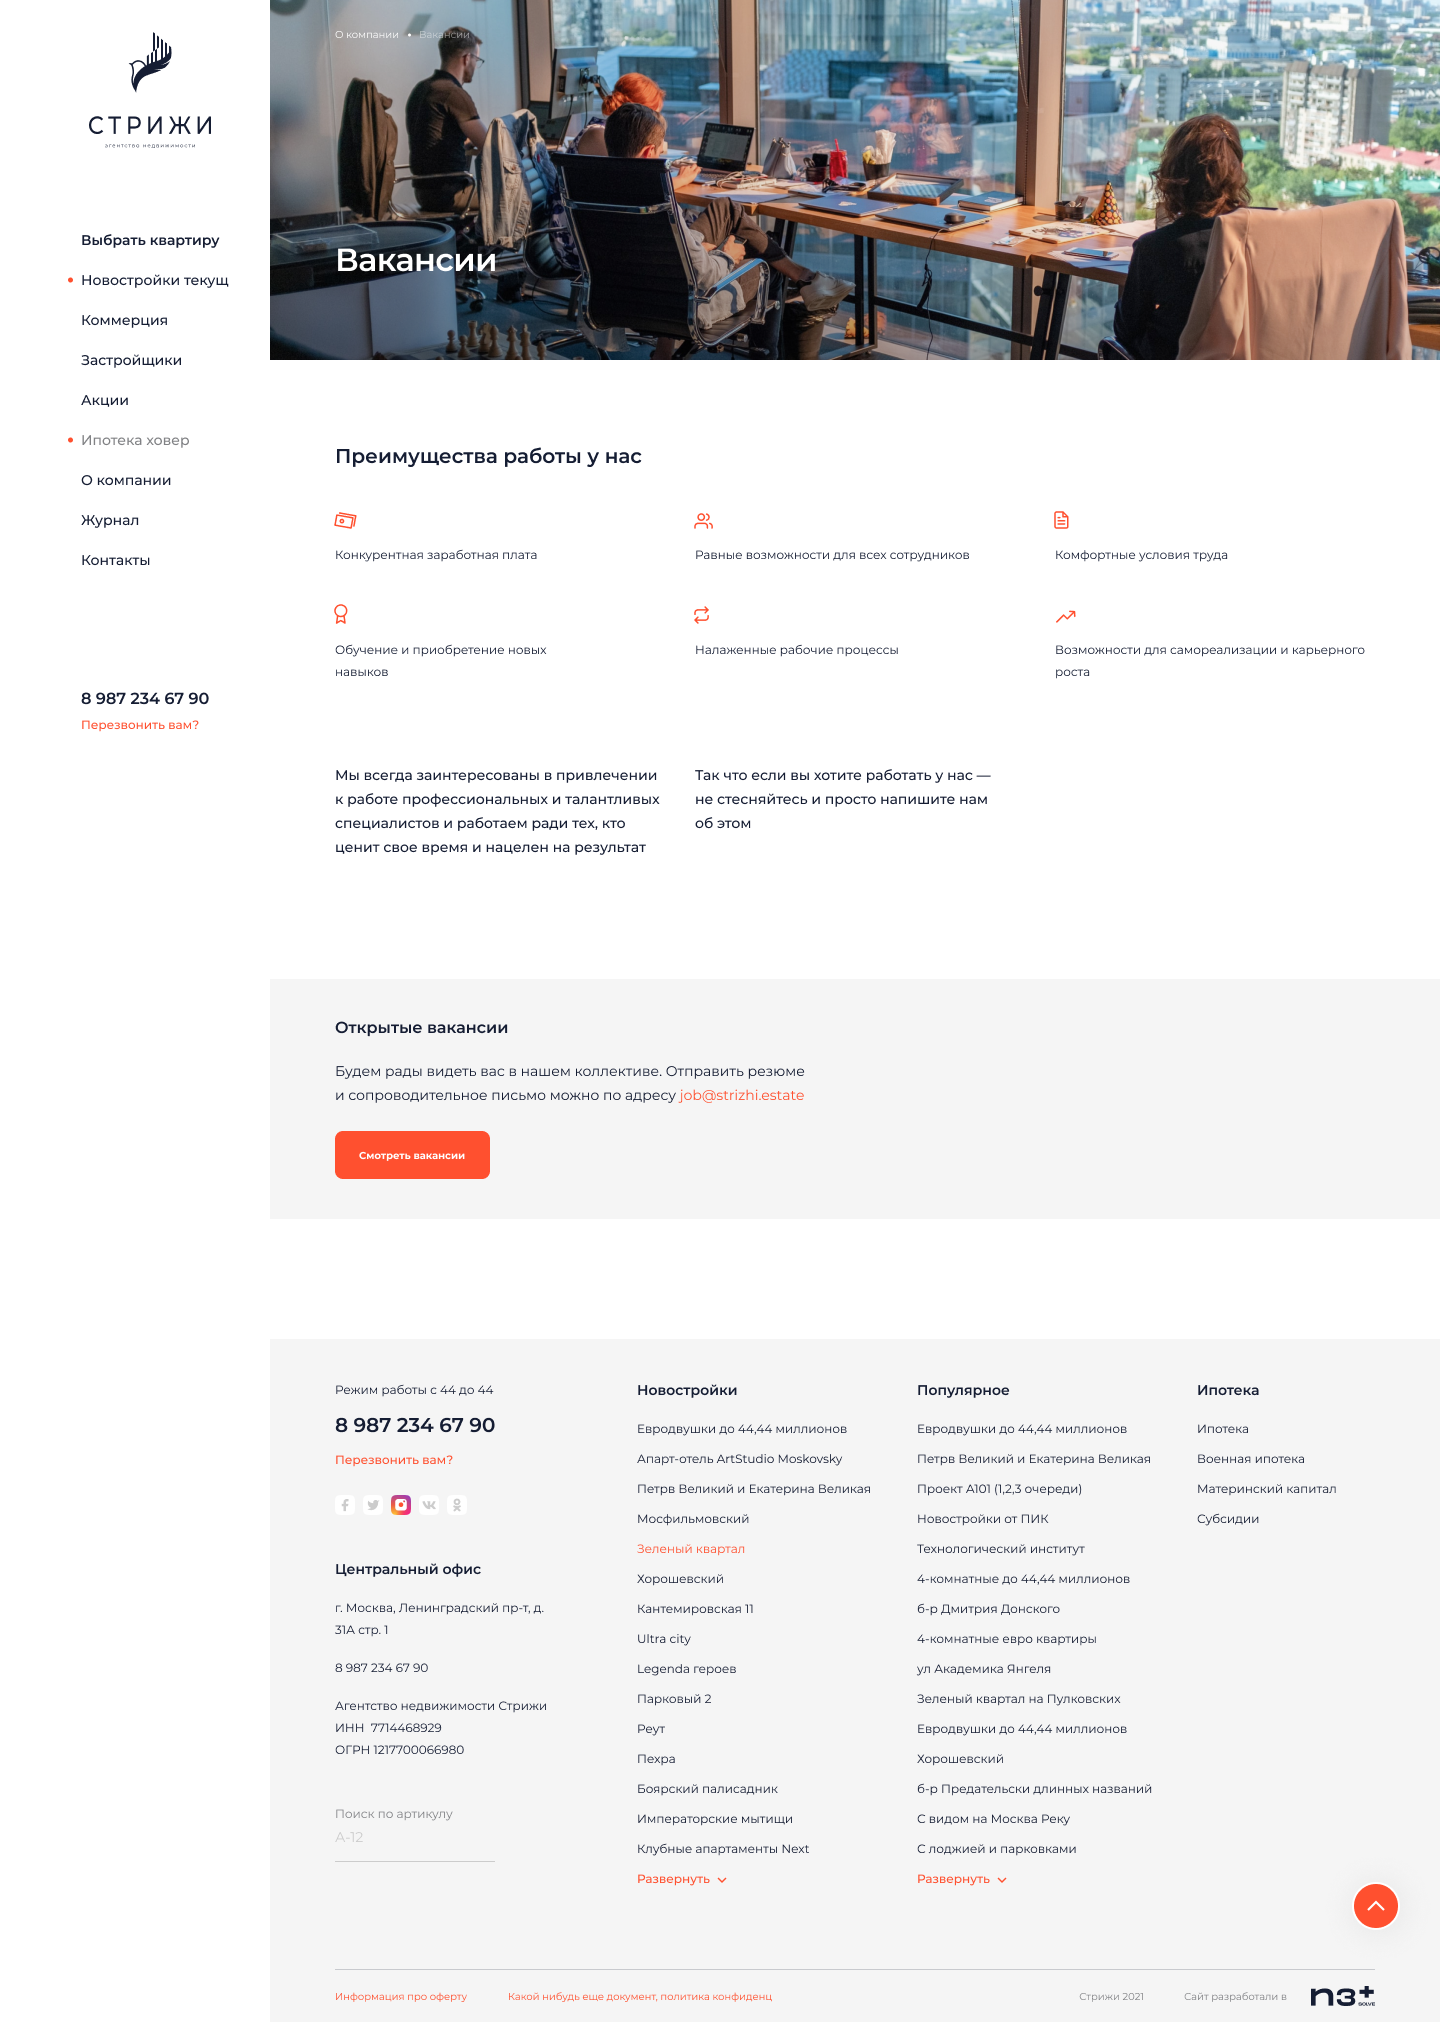 СТРИЖИ
агентство недвижимости
Выбрать квартиру
Новостройки текущ
Коммерция
Застройщики
Акции
Ипотека ховер
О компании
Журнал
Контакты
8 987 234 67 90
Перезвонить вам?
О компании • Вакансии
Вакансии
Преимущества работы у нас
Конкурентная заработная плата
Равные возможности для всех сотрудников
Комфортные условия труда
Обучение и приобретение новых
навыков
Налаженные рабочие процессы
Возможности для самореализации и карьерного
роста
Мы всегда заинтересованы в привлечении
к работе профессиональных и талантливых
специалистов и работаем ради тех, кто
ценит свое время и нацелен на результат
Так что если вы хотите работать у нас —
не стесняйтесь и просто напишите нам
об этом
Открытые вакансии
Будем рады видеть вас в нашем коллективе. Отправить резюме
и сопроводительное письмо можно по адресу job@strizhi.estate
Смотреть вакансии
Режим работы с 44 до 44
8 987 234 67 90
Перезвонить вам?
Центральный офис
г. Москва, Ленинградский пр-т, д.
31А стр. 1
8 987 234 67 90
Агентство недвижимости Стрижи
ИНН  7714468929
ОГРН 1217700066980
Поиск по артикулу
А-12
Новостройки
Евродвушки до 44,44 миллионов
Апарт-отель ArtStudio Moskovsky
Петрв Великий и Екатерина Великая
Мосфильмовский
Зеленый квартал
Хорошевский
Кантемировская 11
Ultra city
Legenda героев
Парковый 2
Реут
Пехра
Боярский палисадник
Императорские мытищи
Клубные апартаменты Next
Развернуть
Популярное
Евродвушки до 44,44 миллионов
Петрв Великий и Екатерина Великая
Проект А101 (1,2,3 очереди)
Новостройки от ПИК
Технологический институт
4-комнатные до 44,44 миллионов
б-р Дмитрия Донского
4-комнатные евро квартиры
ул Академика Янгеля
Зеленый квартал на Пулковских
Евродвушки до 44,44 миллионов
Хорошевский
б-р Предательски длинных названий
С видом на Москва Реку
С лоджией и парковками
Развернуть
Ипотека
Ипотека
Военная ипотека
Материнский капитал
Субсидии
Информация про оферту
Какой нибудь еще документ, политика конфиденц
Стрижи 2021
Сайт разработали в
n3+
SOLVE